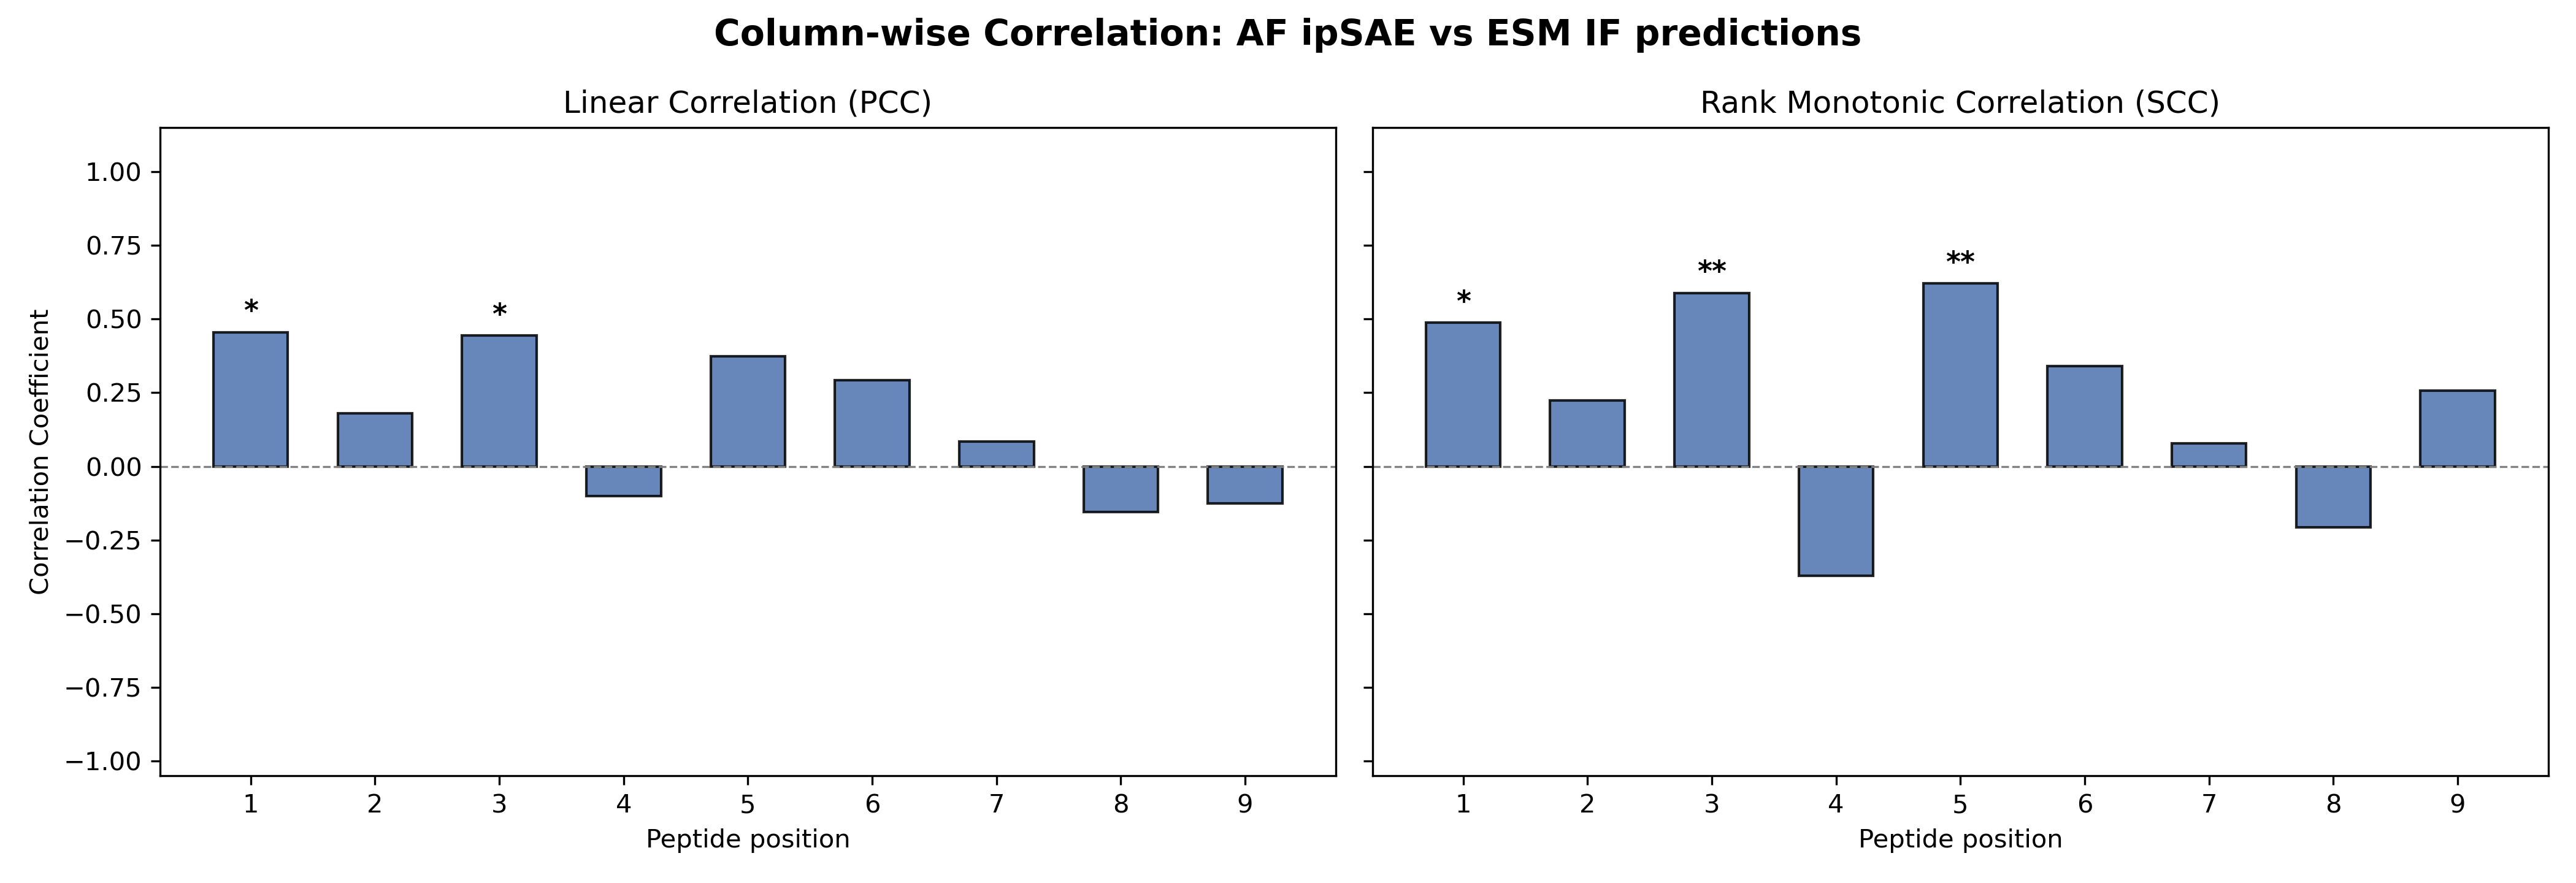 Column-wise Correlation: AF ipSAE vs ESM IF predictions
Linear Correlation (PCC)
Correlation Coefficient
1.00
0.75
0.50
0.25
0.00
−0.25
−0.50
−0.75
−1.00
* *
1 2 3 4 5 6 7 8 9
Peptide position
Rank Monotonic Correlation (SCC)
* ** **
1 2 3 4 5 6 7 8 9
Peptide position